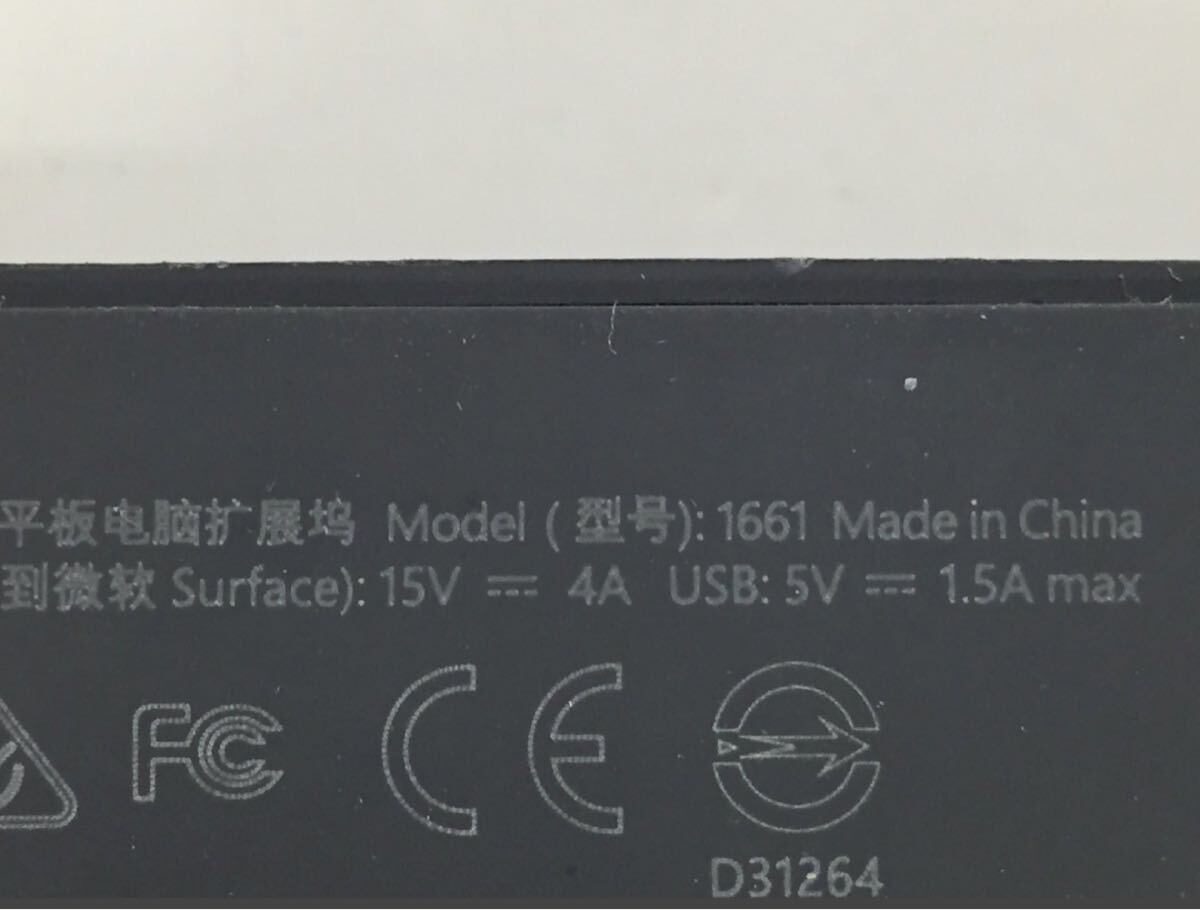 平板电脑扩展坞 Model (型号): 1661 Made in China
到微软 Surface): 15V ⎓ 4A USB: 5V ⎓ 1.5A max
FC CE
D31264